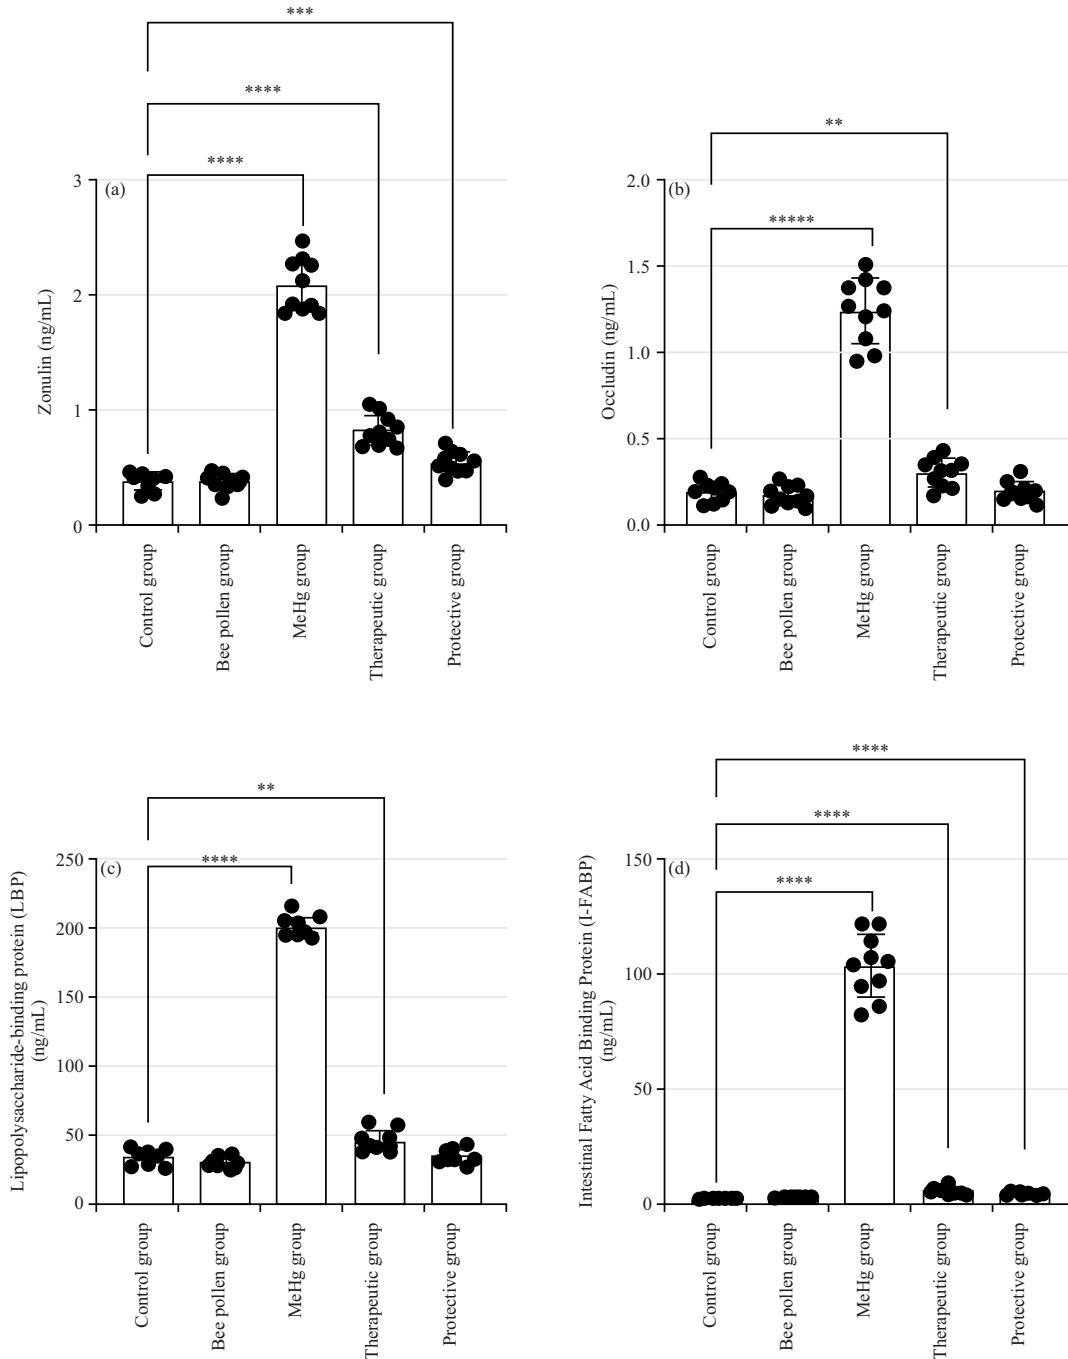 ***
****
****
(a)
3
2
1
0
Zonulin (ng/mL)
Control group
Bee pollen group
MeHg group
Therapeutic group
Protective group
**
*****
(b)
2.0
1.5
1.0
0.5
0.0
Occludin (ng/mL)
Control group
Bee pollen group
MeHg group
Therapeutic group
Protective group
**
****
(c)
250
200
150
100
50
0
Lipopolysaccharide-binding protein (LBP)
(ng/mL)
Control group
Bee pollen group
MeHg group
Therapeutic group
Protective group
****
****
****
(d)
150
100
50
0
Intestinal Fatty Acid Binding Protein (I-FABP)
(ng/mL)
Control group
Bee pollen group
MeHg group
Therapeutic group
Protective group